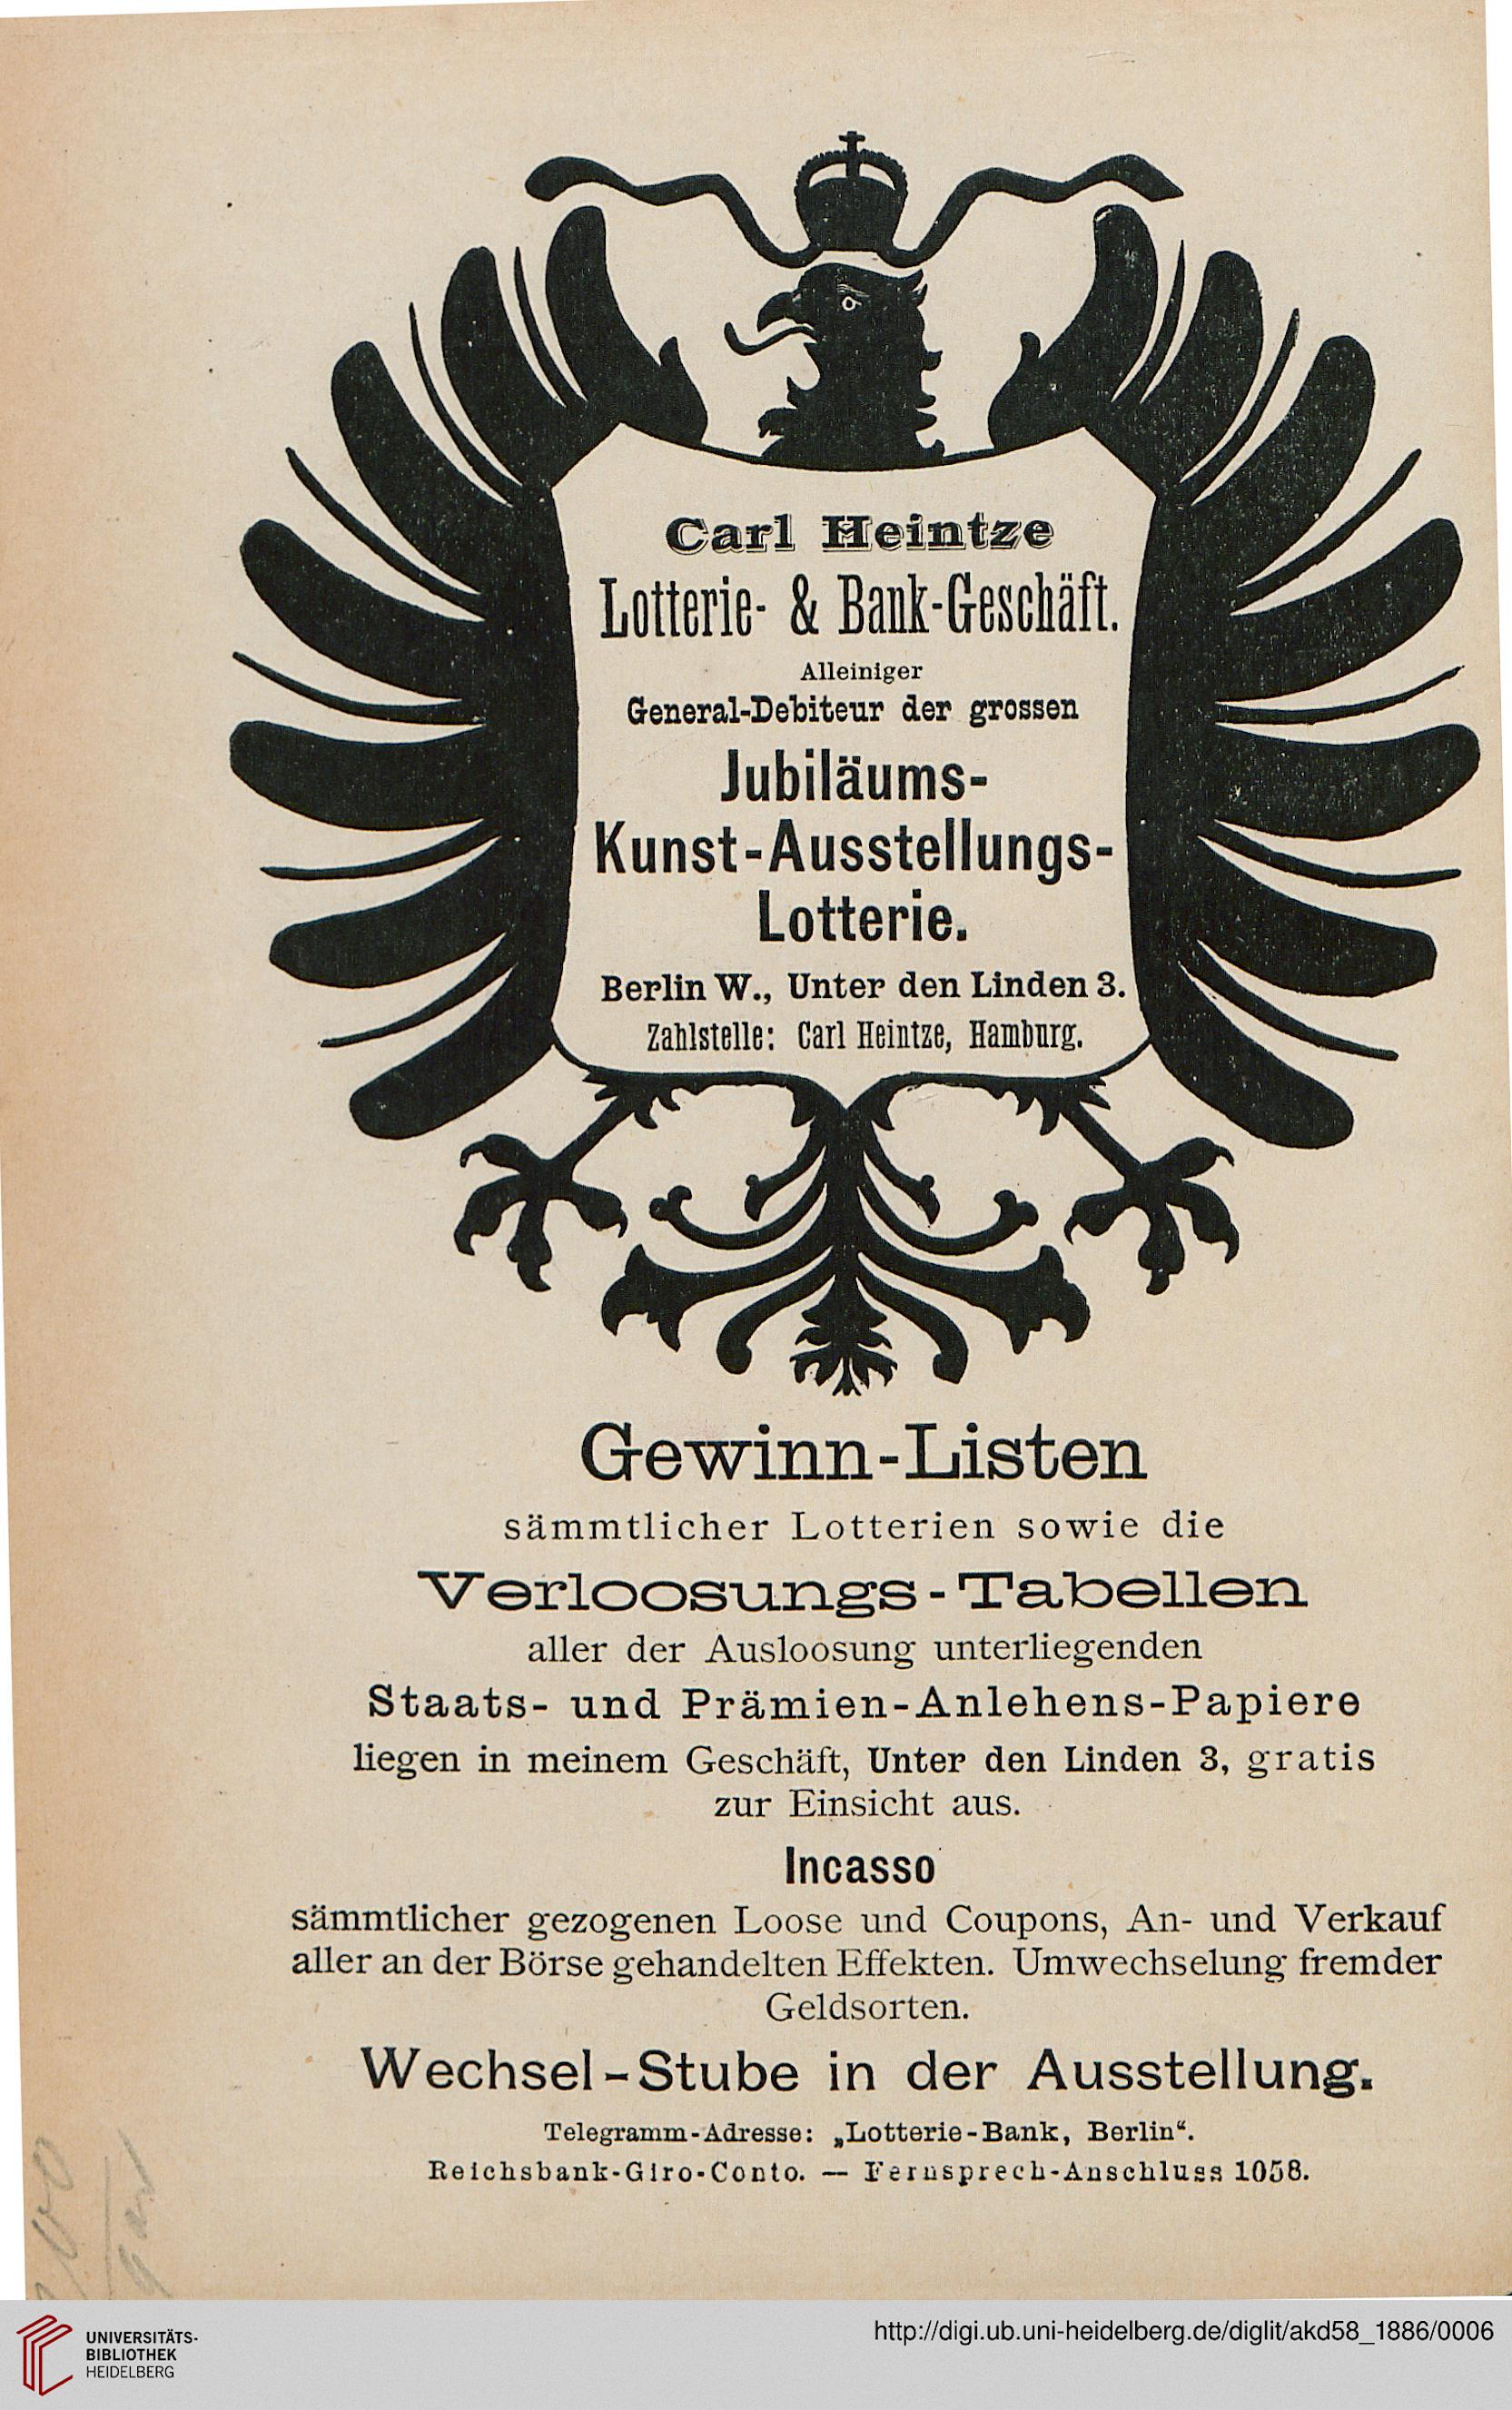 Carl Heintze
Lotterie- & Bank-Geschäft.
Alleiniger
General-Debiteur der grossen
Jubiläums-
Kunst-Ausstellungs-
Lotterie.
Berlin W., Unter den Linden 3.
Zahlstelle: Carl Heintze, Hamburg.
Gewinn-Listen
sämmtlicher Lotterien sowie die
Verloosungs-Tabellen
aller der Ausloosung unterliegenden
Staats- und Prämien-Anlehens-Papiere
liegen in meinem Geschäft, Unter den Linden 3, gratis
zur Einsicht aus.
Incasso
sämmtlicher gezogenen Loose und Coupons, An- und Verkauf
aller an der Börse gehandelten Effekten. Umwechselung fremder
Geldsorten.
Wechsel-Stube in der Ausstellung.
Telegramm-Adresse: „Lotterie-Bank, Berlin“.
Reichsbank-Giro-Conto. — Fernsprech-Anschluss 1058.
UNIVERSITÄTS-
BIBLIOTHEK
HEIDELBERG
http://digi.ub.uni-heidelberg.de/diglit/akd58_1886/0006